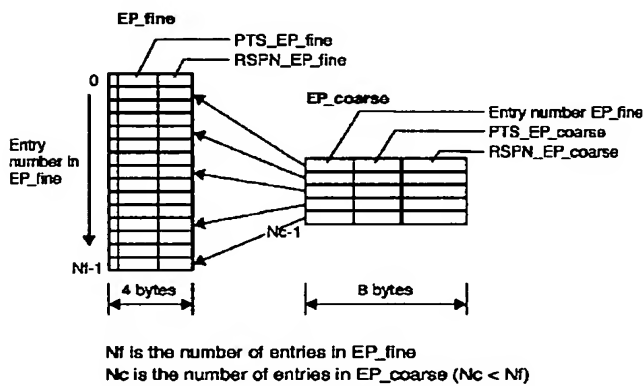 EP_fine
PTS_EP_fine
RSPN_EP_fine
0
EP_coarse
Entry number EP_fine
PTS_EP_coarse
RSPN_EP_coarse
Entry
number in
EP_fine
Nc-1
Nf-1
4 bytes
8 bytes
Nf is the number of entries in EP_fine
Nc is the number of entries in EP_coarse (Nc < Nf)